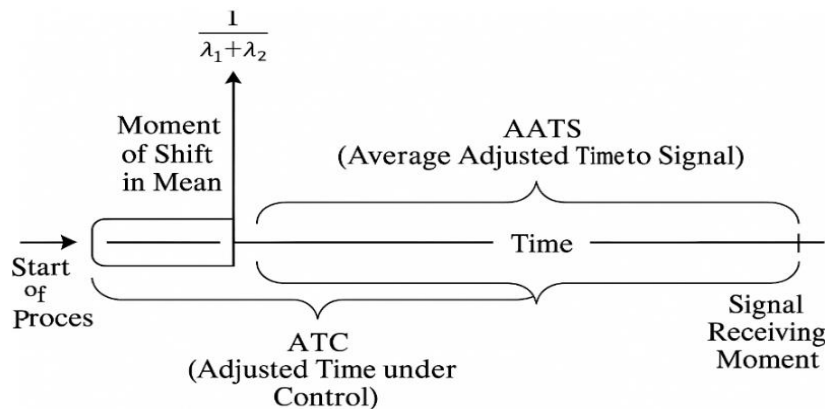 1
λ₁+λ₂
Moment
of Shift
in Mean
AATS
(Average Adjusted Timeto Signal)
Time
Start
of
Proces
ATC
(Adjusted Time under
Control)
Signal
Receiving
Moment